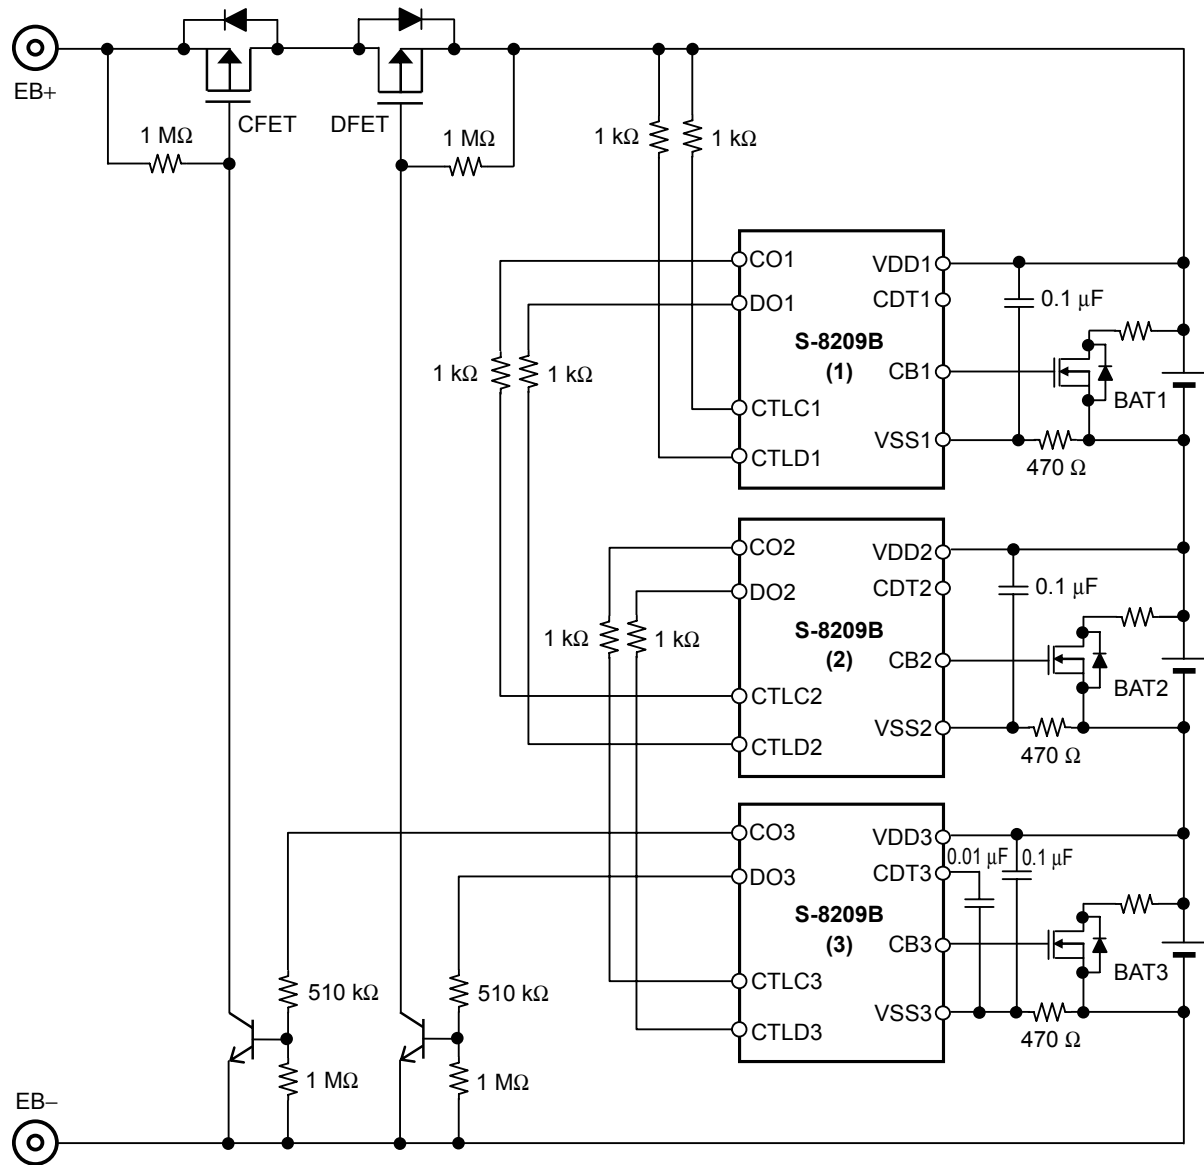 EB+
CFET
DFET
1 MΩ
1 MΩ
1 kΩ
1 kΩ
CO1
DO1
S-8209B
(1)
CTLC1
CTLD1
VDD1
CDT1
CB1
VSS1
0.1 μF
BAT1
470 Ω
1 kΩ
1 kΩ
CO2
DO2
S-8209B
(2)
CTLC2
CTLD2
VDD2
CDT2
CB2
VSS2
0.1 μF
BAT2
470 Ω
1 kΩ
1 kΩ
CO3
DO3
S-8209B
(3)
CTLC3
CTLD3
VDD3
CDT3
CB3
VSS3
0.01 μF
0.1 μF
BAT3
470 Ω
510 kΩ
510 kΩ
1 MΩ
1 MΩ
EB−